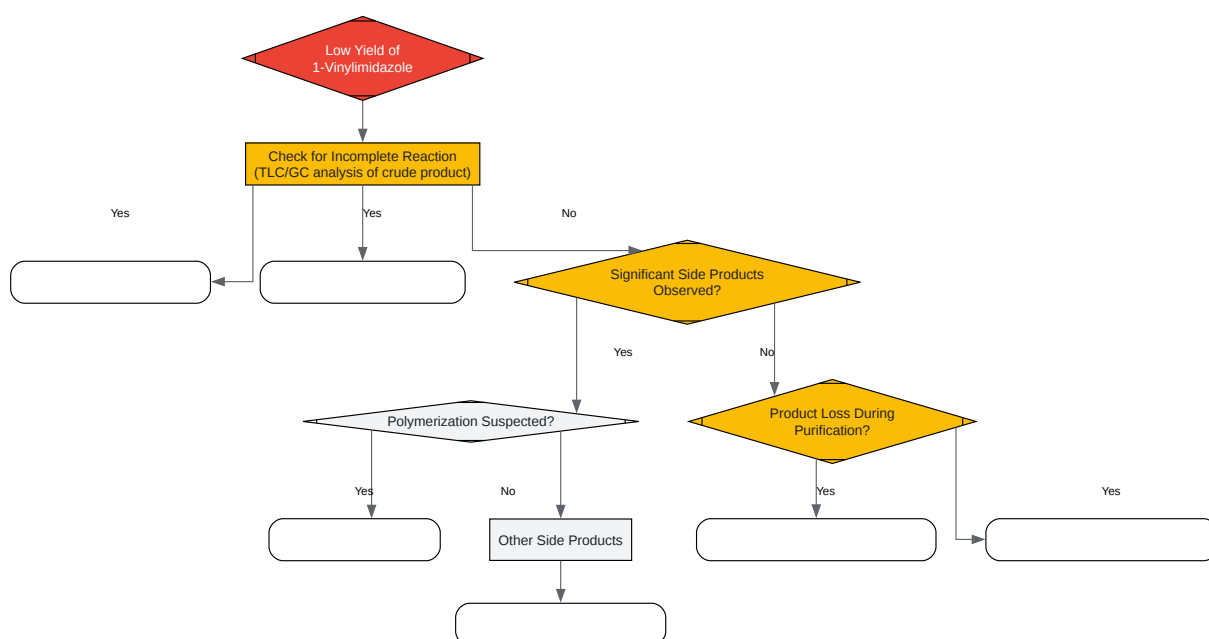 Low Yield of
1-Vinylimidazole
Check for Incomplete Reaction
(TLC/GC analysis of crude product)
Yes
Yes
No
Significant Side Products
Observed?
Yes
No
Polymerization Suspected?
Product Loss During
Purification?
Yes
No
Yes
Yes
Other Side Products